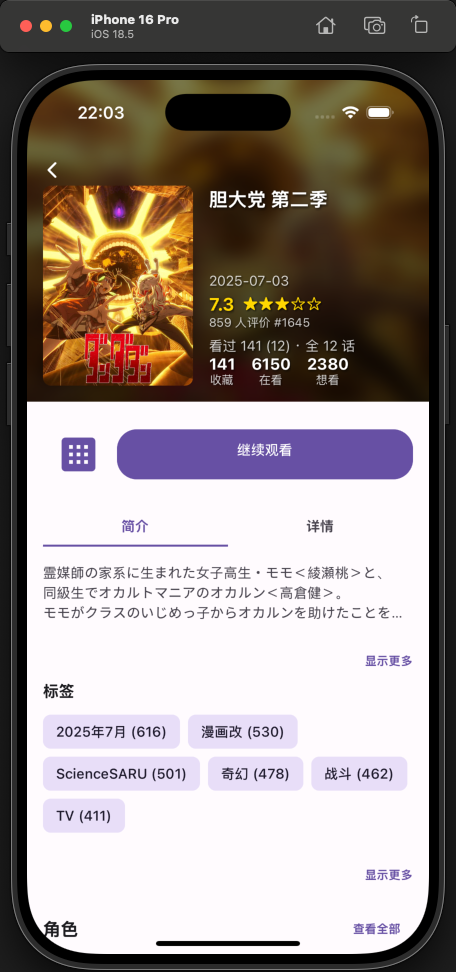 iPhone 16 Pro
iOS 18.5
22:03
胆大党 第二季
2025-07-03
7.3
859 人评价 #1645
看过 141 (12) · 全 12 话
141 6150 2380
收藏 在看 想看
ダンダダン
继续观看
简介 详情
霊媒師の家系に生まれた女子高生・モモ＜綾瀬桃＞と、
同級生でオカルトマニアのオカルン＜高倉健＞。
モモがクラスのいじめっ子からオカルンを助けたことを...
显示更多
标签
2025年7月 (616) 漫画改 (530)
ScienceSARU (501) 奇幻 (478) 战斗 (462)
TV (411)
显示更多
角色 查看全部